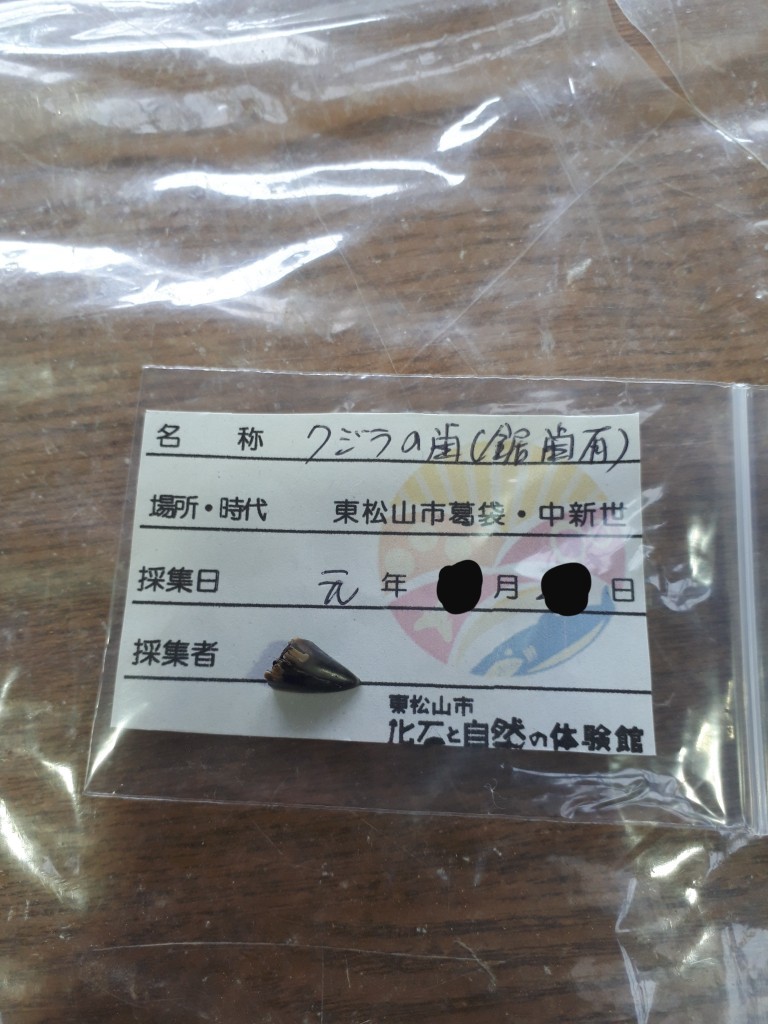 名称 クジラの歯(鋸歯有)
場所・時代 東松山市葛袋・中新世
採集日 元年 月 日
採集者
東松山市
化石と自然の体験館